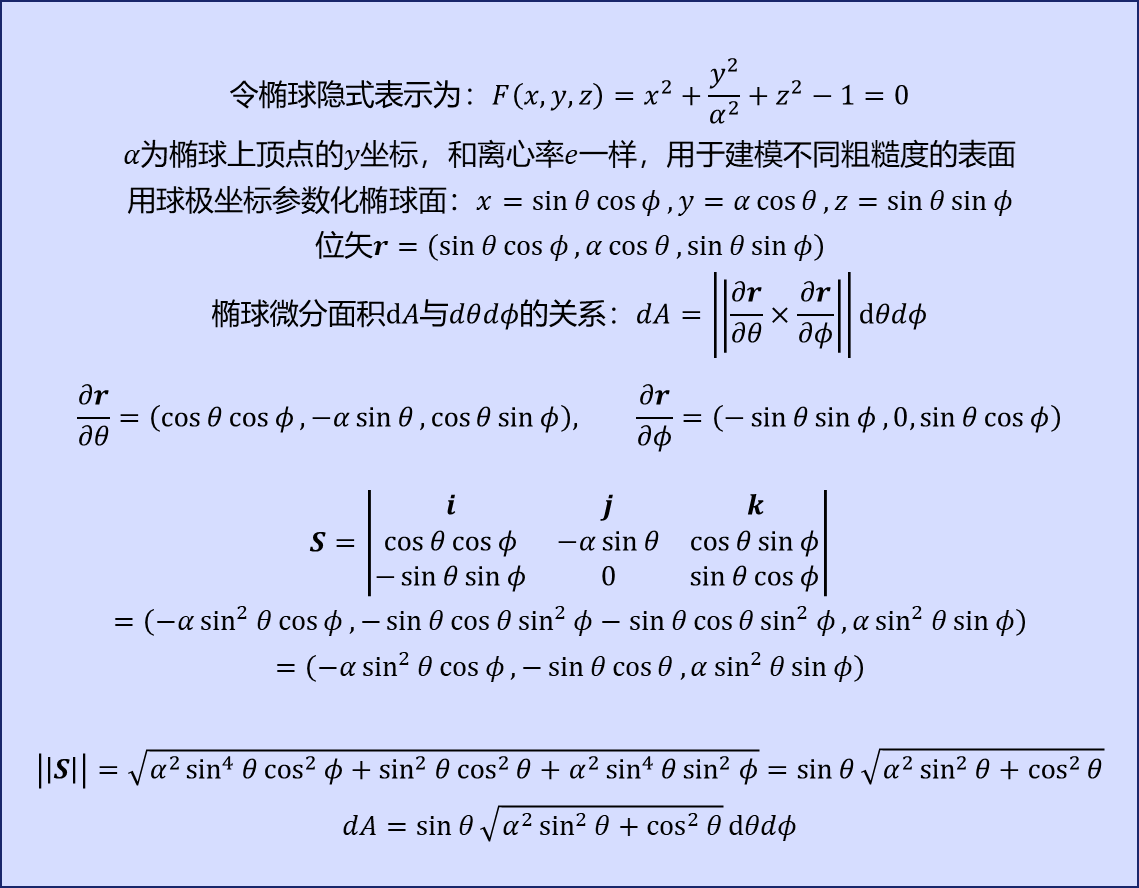 令椭球隐式表示为：F(x, y, z) = x² + y²/α² + z² − 1 = 0
α为椭球上顶点的y坐标，和离心率e一样，用于建模不同粗糙度的表面
用球极坐标参数化椭球面：x = sin θ cos ϕ , y = α cos θ , z = sin θ sin ϕ
位矢r = (sin θ cos ϕ , α cos θ , sin θ sin ϕ)
椭球微分面积dA与dθdϕ的关系：dA = ||∂r/∂θ × ∂r/∂ϕ|| dθdϕ
∂r/∂θ = (cos θ cos ϕ , −α sin θ , cos θ sin ϕ), ∂r/∂ϕ = (− sin θ sin ϕ , 0, sin θ cos ϕ)
i j k
S = | cos θ cos ϕ −α sin θ cos θ sin ϕ |
− sin θ sin ϕ 0 sin θ cos ϕ
= (−α sin² θ cos ϕ , − sin θ cos θ sin² ϕ − sin θ cos θ sin² ϕ , α sin² θ sin ϕ)
= (−α sin² θ cos ϕ , − sin θ cos θ , α sin² θ sin ϕ)
||S|| = √(α² sin⁴ θ cos² ϕ + sin² θ cos² θ + α² sin⁴ θ sin² ϕ) = sin θ √(α² sin² θ + cos² θ)
dA = sin θ √(α² sin² θ + cos² θ) dθdϕ